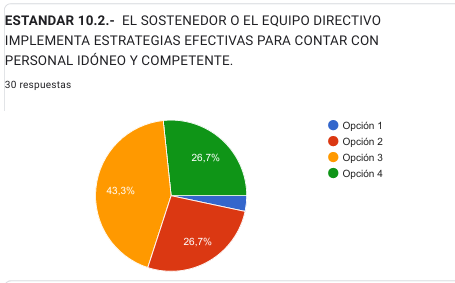 ESTANDAR 10.2.- EL SOSTENEDOR O EL EQUIPO DIRECTIVO
IMPLEMENTA ESTRATEGIAS EFECTIVAS PARA CONTAR CON
PERSONAL IDÓNEO Y COMPETENTE.
30 respuestas
Opción 1
Opción 2
Opción 3
Opción 4
26,7%
43,3%
26,7%